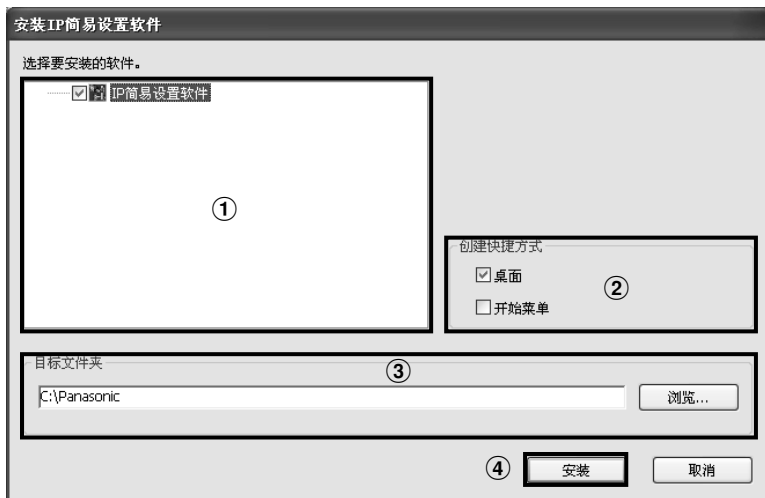 安装IP简易设置软件
选择要安装的软件。
IP简易设置软件
①
创建快捷方式
桌面
②
开始菜单
目标文件夹
③
C:\Panasonic
浏览...
④
安装
取消